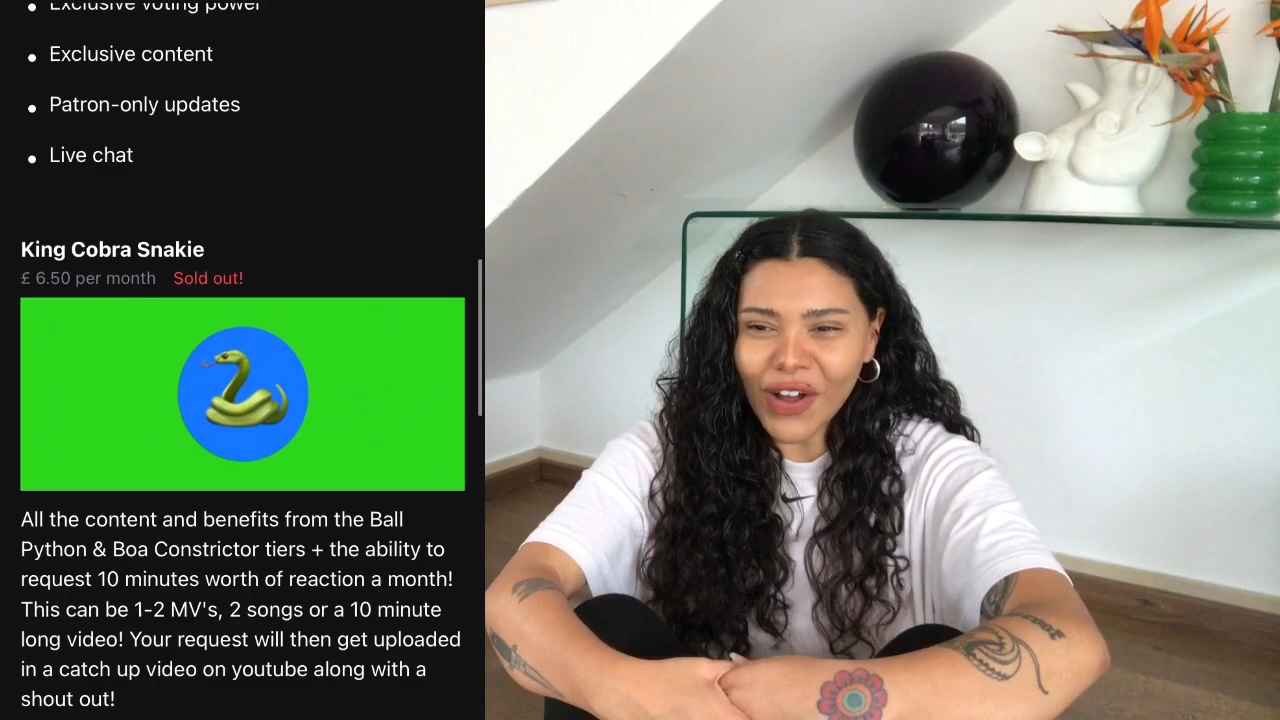 Exclusive voting power
Exclusive content
Patron-only updates
Live chat
King Cobra Snakie
£ 6.50 per month · Sold out!
All the content and benefits from the Ball
Python & Boa Constrictor tiers + the ability to
request 10 minutes worth of reaction a month!
This can be 1-2 MV's, 2 songs or a 10 minute
long video! Your request will then get uploaded
in a catch up video on youtube along with a
shout out!